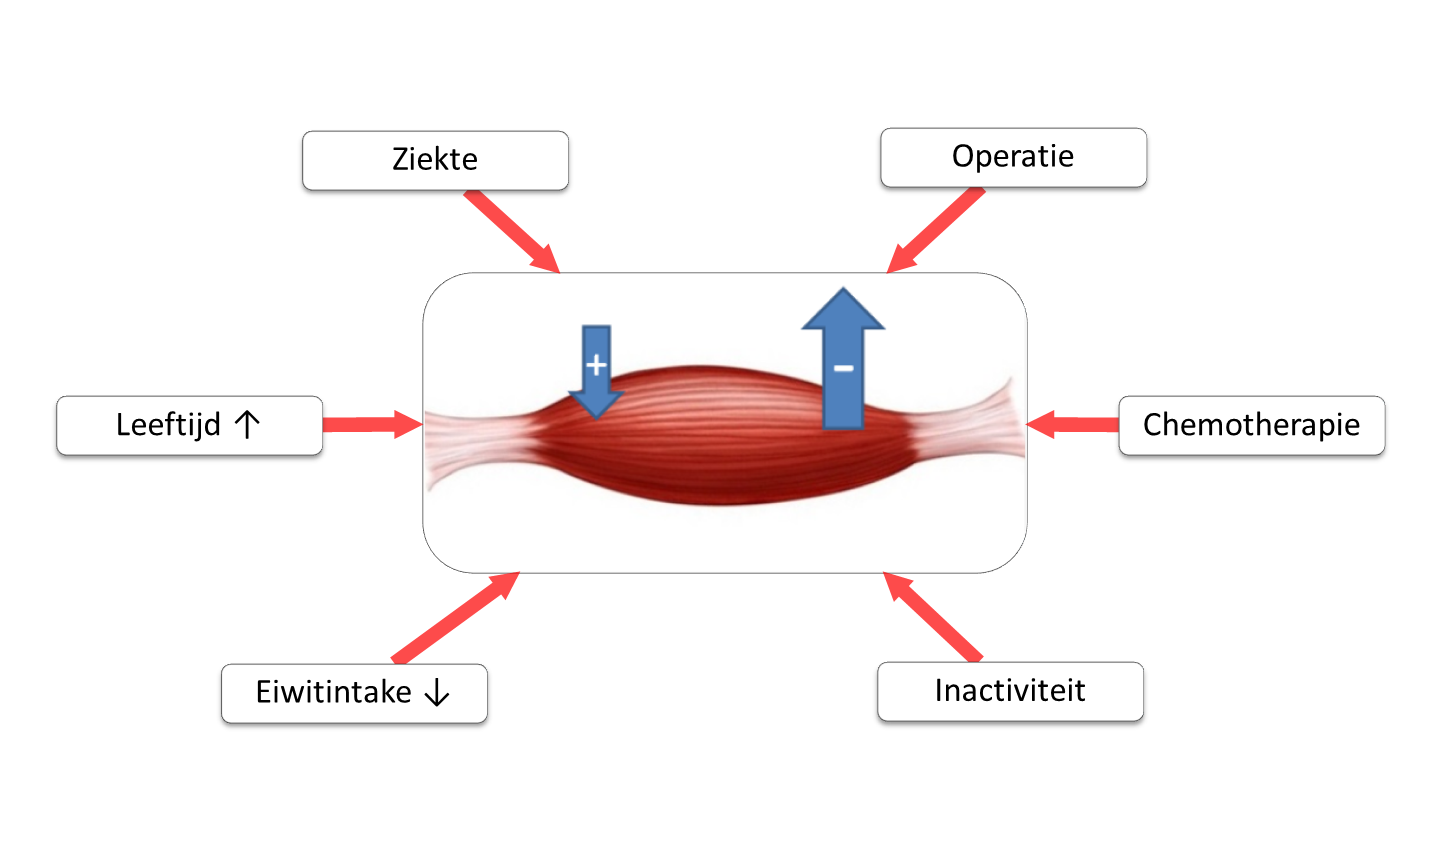 Ziekte
Operatie
+
-
Leeftijd ↑
Chemotherapie
Eiwitintake ↓
Inactiviteit